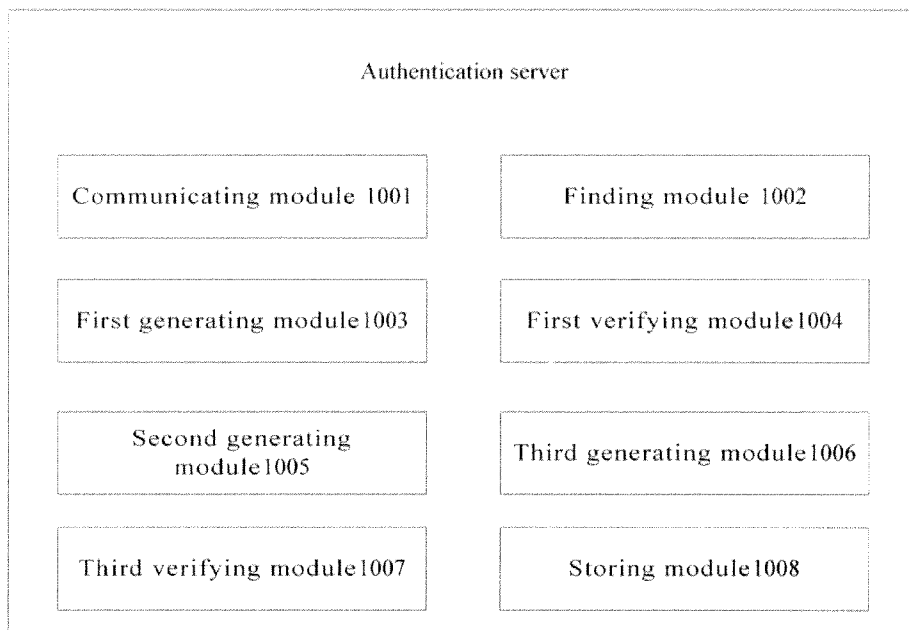 Authentication server
Communicating module 1001
Finding module 1002
First generating module1003
First verifying module1004
Second generating
module1005
Third generating module1006
Third verifying module1007
Storing module1008